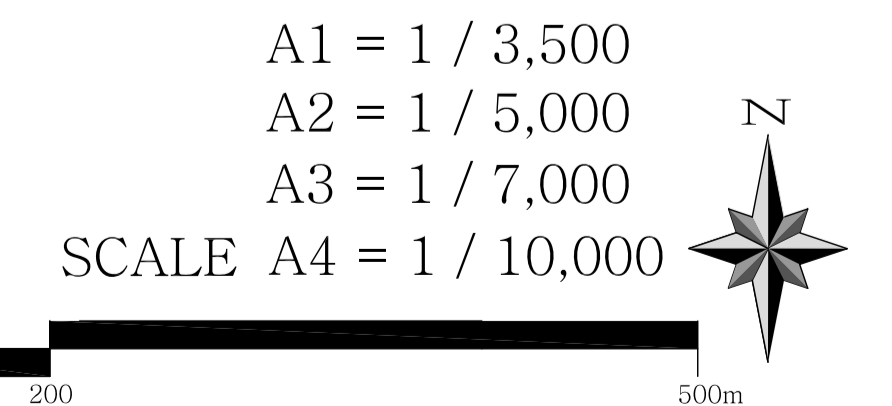 A1 = 1 / 3,500
A2 = 1 / 5,000
N
A3 = 1 / 7,000
SCALE A4 = 1 / 10,000
200
500m